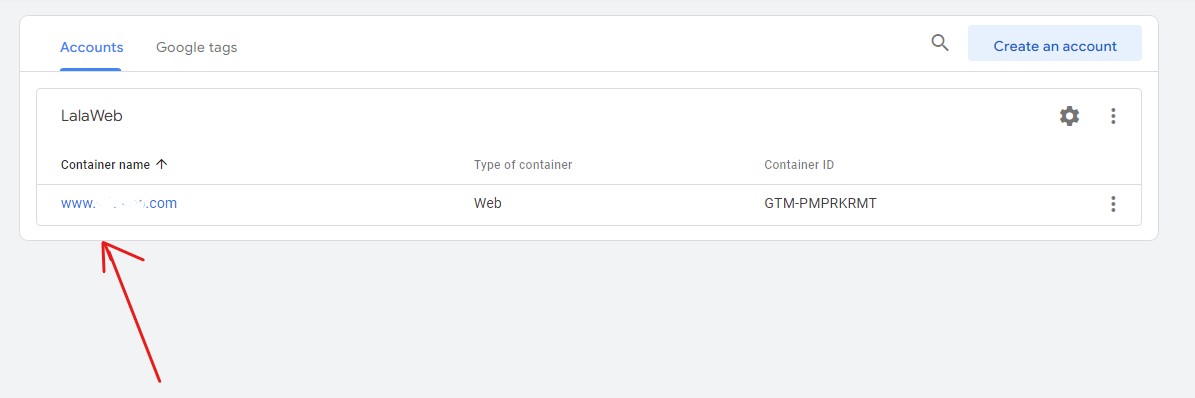 Accounts Google tags Create an account
LalaWeb
Container name Type of container Container ID
www. .com Web GTM-PMPRKRMT